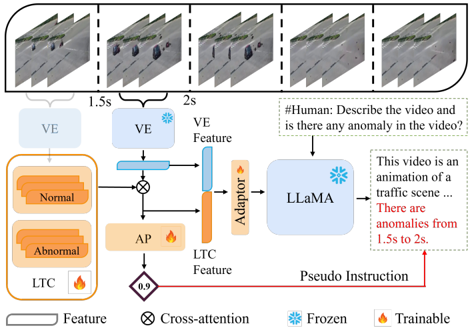 1.5s
2s
VE
VE
VE
Feature
#Human: Describe the video and
is there any anomaly in the video?
Normal
Abnormal
LTC
AP
0.9
LTC
Feature
Adaptor
LLaMA
This video is an
animation of a
traffic scene ...
There are
anomalies from
1.5s to 2s.
Pseudo Instruction
Feature
Cross-attention
Frozen
Trainable